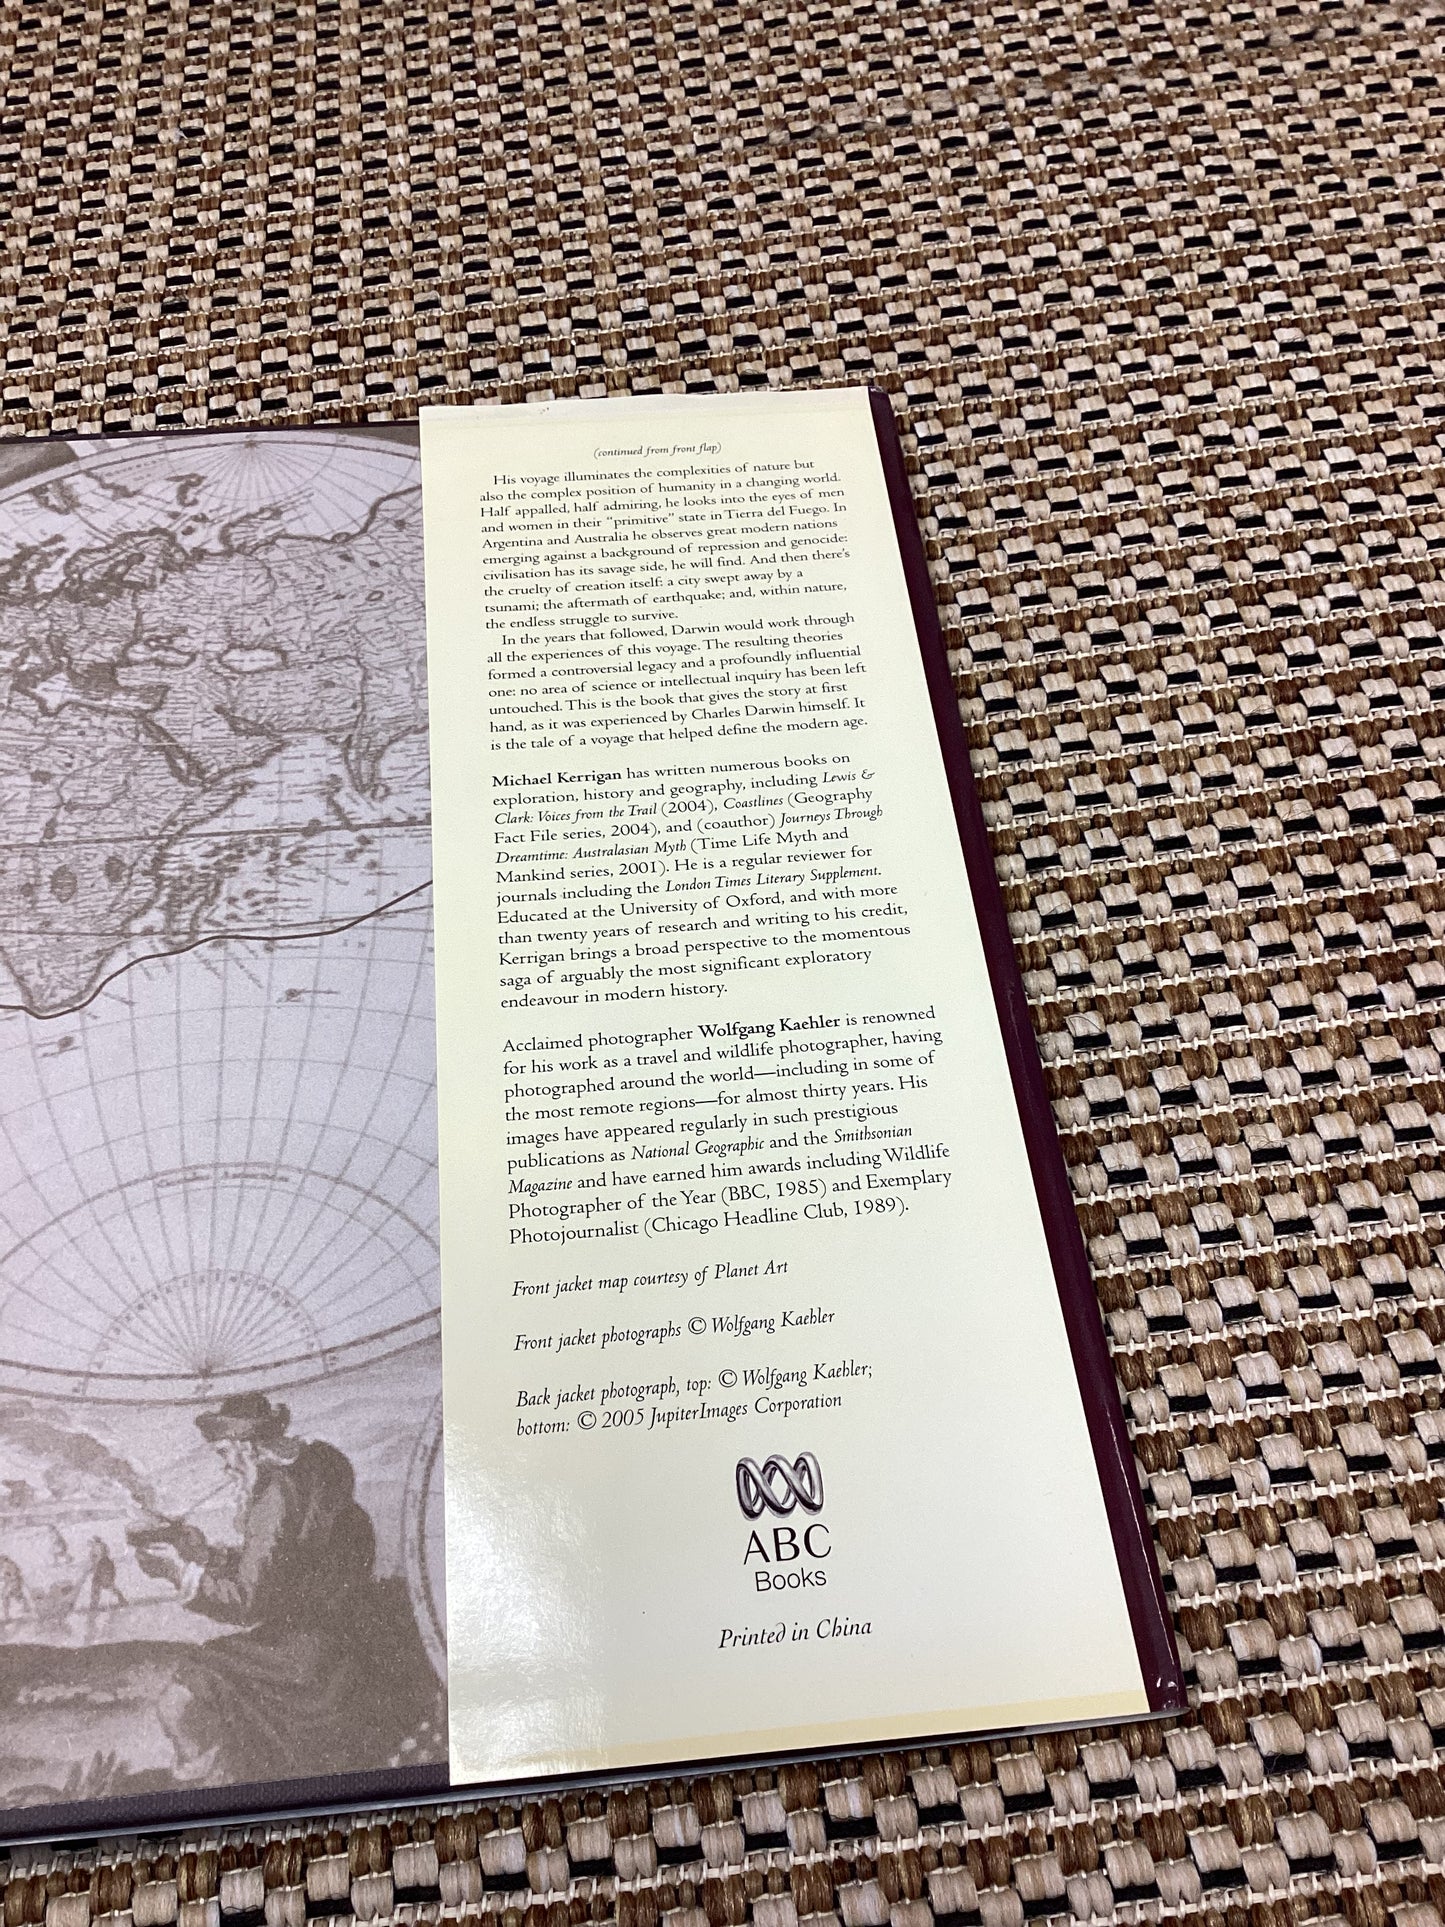 (continued from front flap)
His voyage illuminates the complexities of nature but
also the complex position of humanity in a changing world.
Half appalled, half admiring, he looks into the eyes of men
and women in their “primitive” state in Tierra del Fuego. In
Argentina and Australia he observes great modern nations
emerging against a background of repression and genocide:
civilisation has its savage side, he will find. And then there’s
the cruelty of creation itself: a city swept away by a
tsunami; the aftermath of earthquake; and, within nature,
the endless struggle to survive.
In the years that followed, Darwin would work through
all the experiences of this voyage. The resulting theories
formed a controversial legacy and a profoundly influential
one: no area of science or intellectual inquiry has been left
untouched. This is the book that gives the story at first
hand, as it was experienced by Charles Darwin himself. It
is the tale of a voyage that helped define the modern age.
Michael Kerrigan has written numerous books on
exploration, history and geography, including Lewis &
Clark: Voices from the Trail (2004), Coastlines (Geography
Fact File series, 2004), and (coauthor) Journeys Through
Dreamtime: Australasian Myth (Time Life Myth and
Mankind series, 2001). He is a regular reviewer for
journals including the London Times Literary Supplement.
Educated at the University of Oxford, and with more
than twenty years of research and writing to his credit,
Kerrigan brings a broad perspective to the momentous
saga of arguably the most significant exploratory
endeavour in modern history.
Acclaimed photographer Wolfgang Kaehler is renowned
for his work as a travel and wildlife photographer, having
photographed around the world—including in some of
the most remote regions—for almost thirty years. His
images have appeared regularly in such prestigious
publications as National Geographic and the Smithsonian
Magazine and have earned him awards including Wildlife
Photographer of the Year (BBC, 1985) and Exemplary
Photojournalist (Chicago Headline Club, 1989).
Front jacket map courtesy of Planet Art
Front jacket photographs © Wolfgang Kaehler
Back jacket photograph, top: © Wolfgang Kaehler;
bottom: © 2005 JupiterImages Corporation
ABC
Books
Printed in China